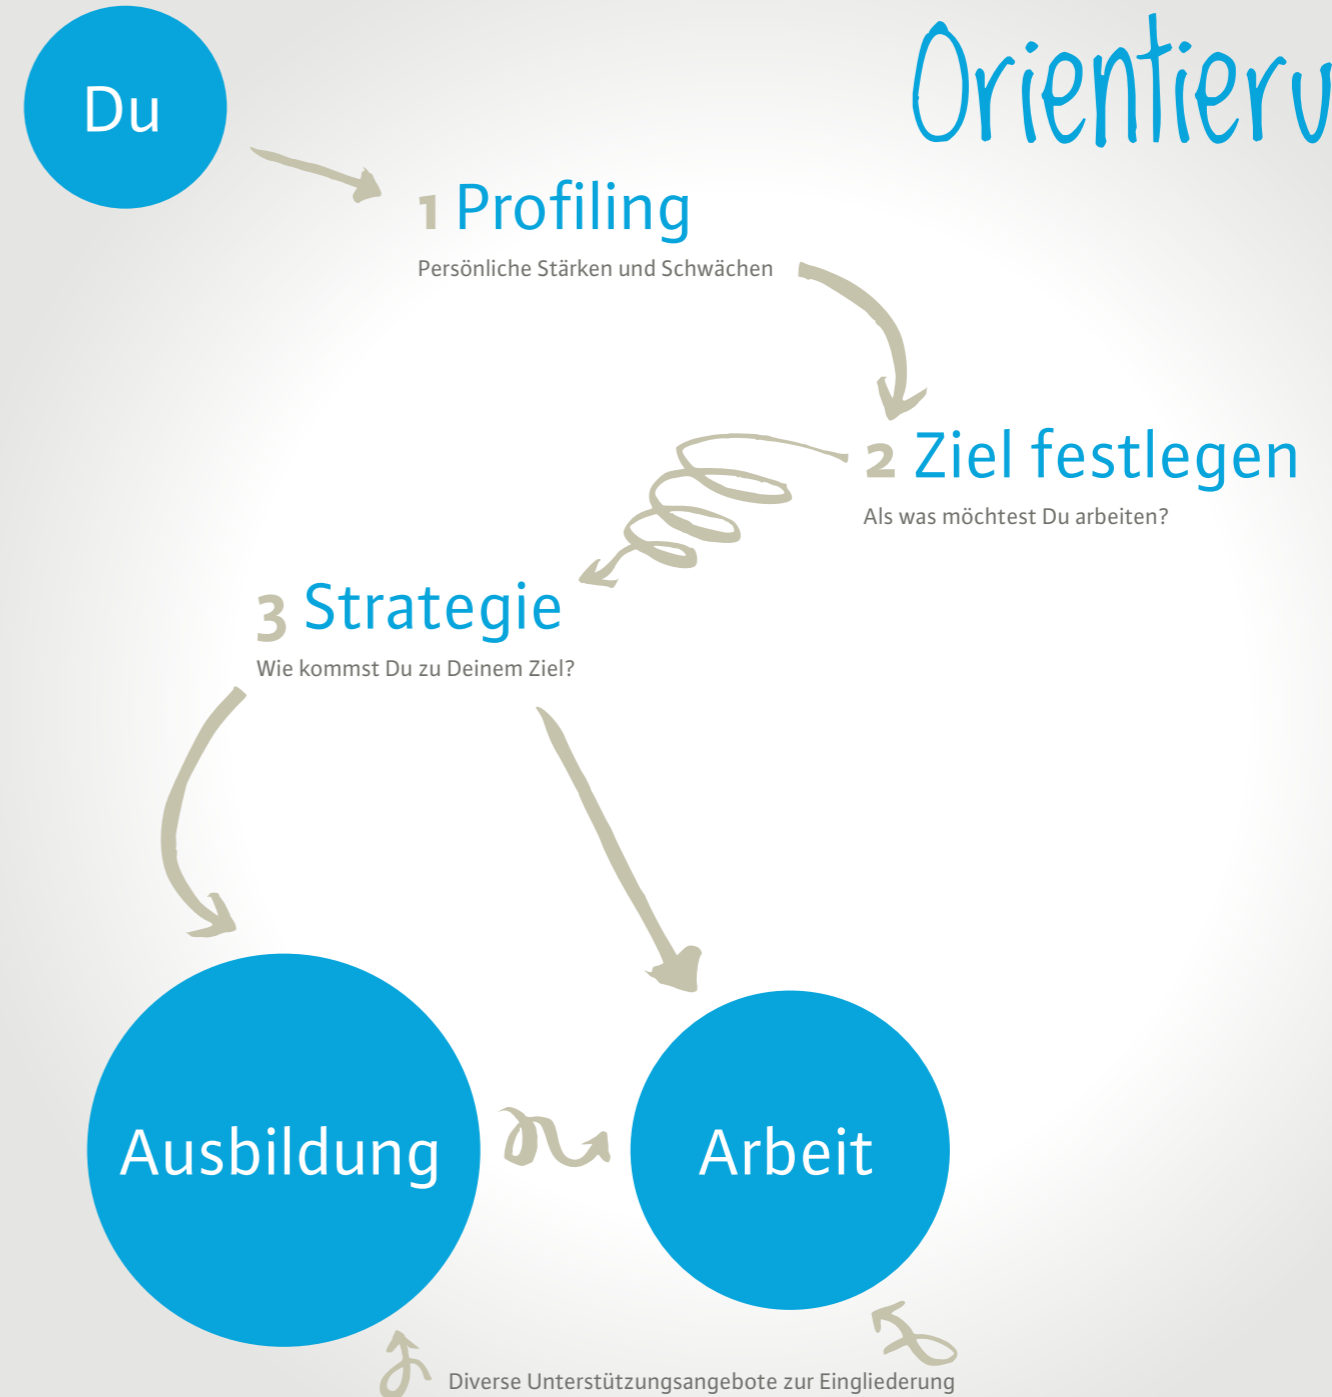 Du
Orientieru
1 Profiling
Persönliche Stärken und Schwächen
2 Ziel festlegen
Als was möchtest Du arbeiten?
3 Strategie
Wie kommst Du zu Deinem Ziel?
Ausbildung
Arbeit
Diverse Unterstützungsangebote zur Eingliederung